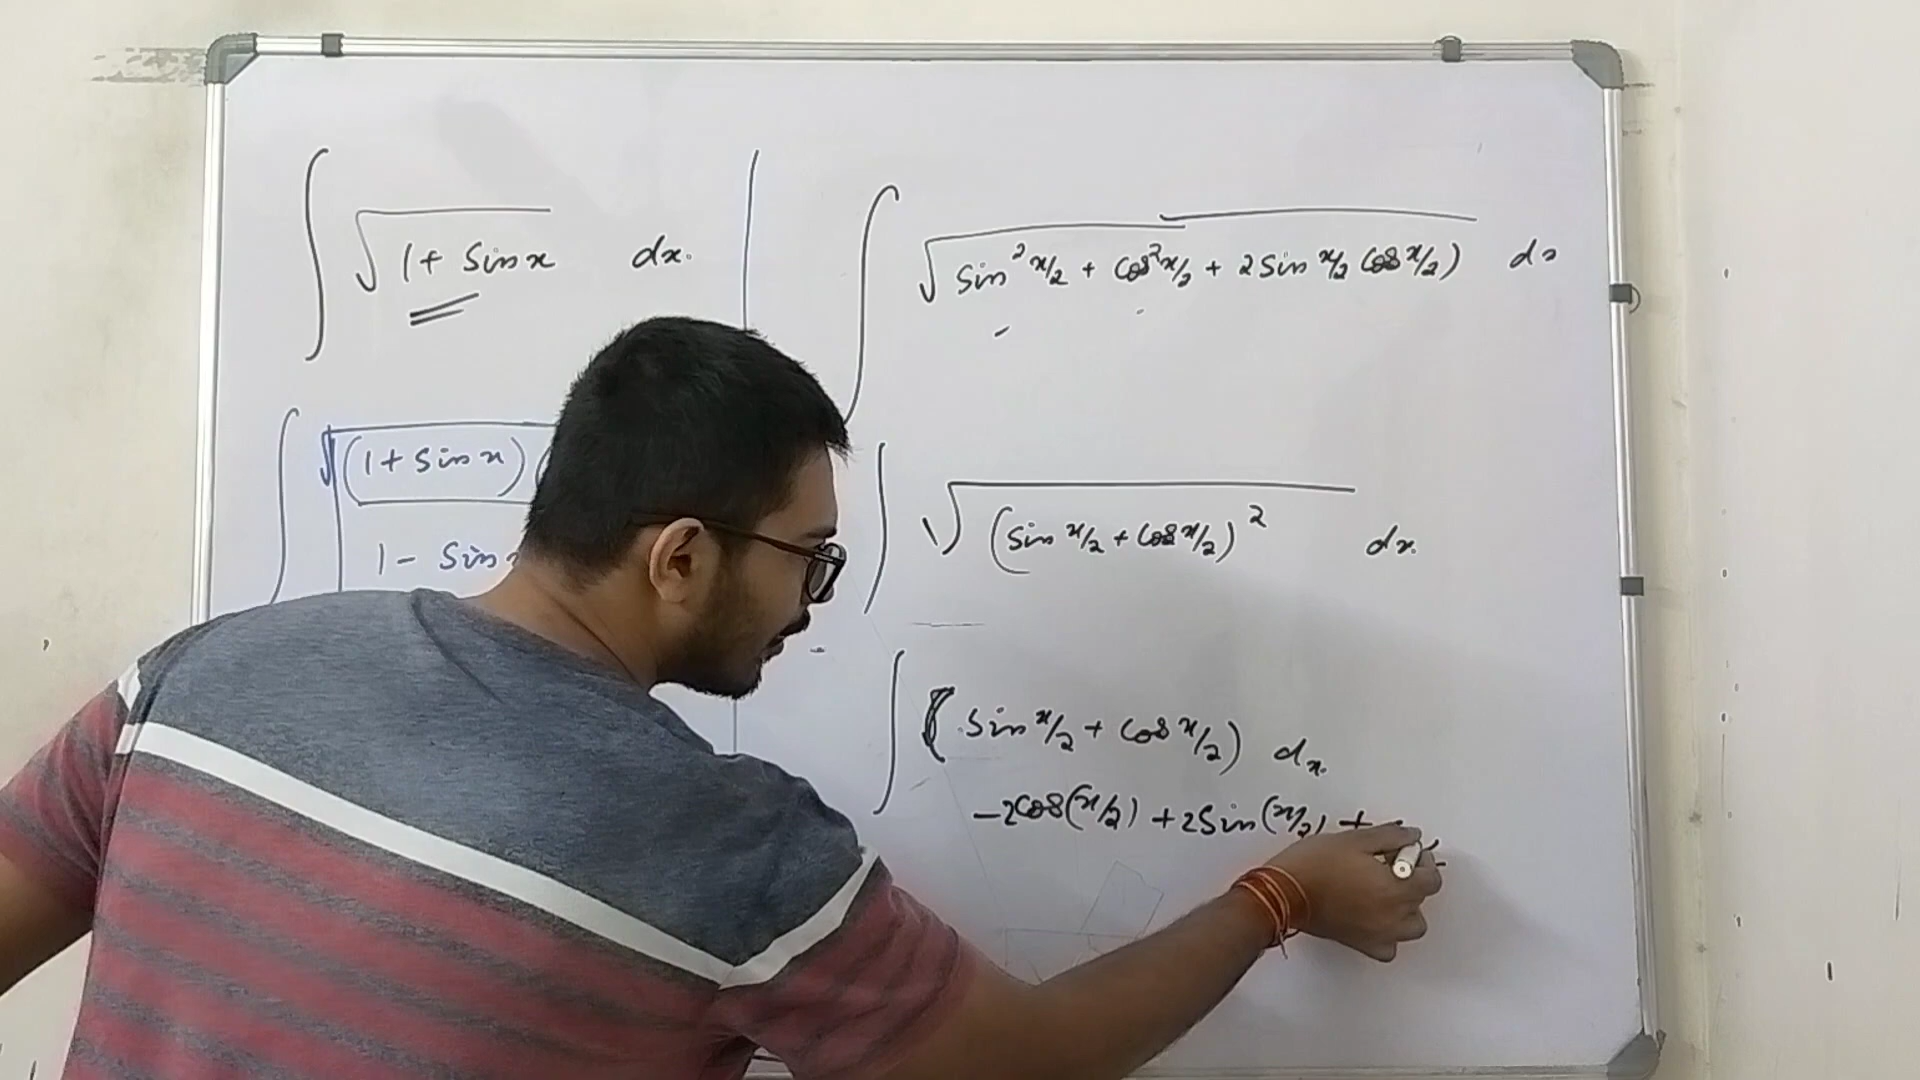 ∫ √(1 + Sin x) dx.
∫ √((1 + Sin x)(
1 - Sin x
∫ √(Sin² x/2 + Cos² x/2 + 2 Sin x/2 Cos x/2) d
∫ √((Sin x/2 + Cos x/2)²) dx.
∫ (Sin x/2 + Cos x/2) dx.
-2Cos(x/2) + 2Sin(x/2) +